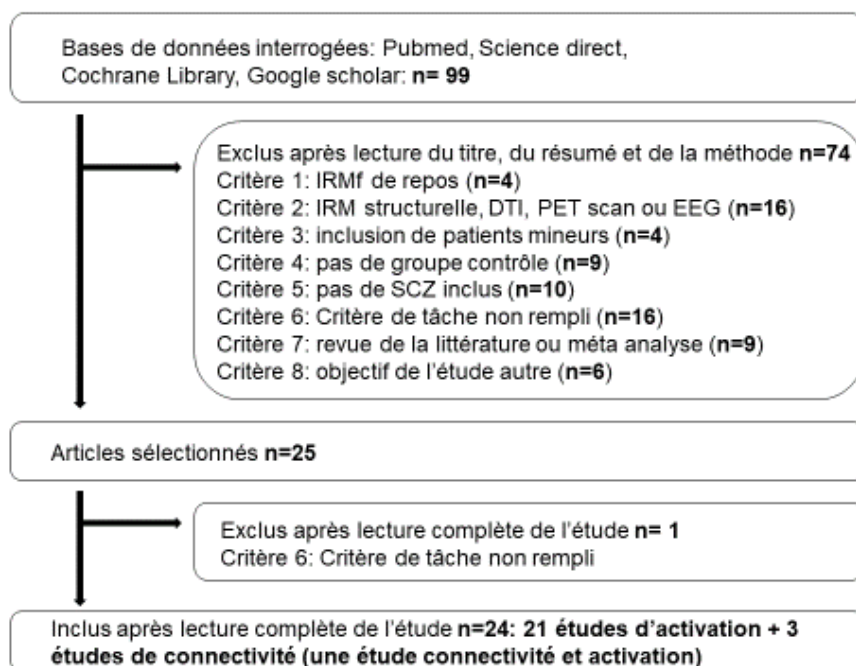 Bases de données interrogées: Pubmed, Science direct,
Cochrane Library, Google scholar: n= 99
Exclus après lecture du titre, du résumé et de la méthode n=74
Critère 1: IRMf de repos (n=4)
Critère 2: IRM structurelle, DTI, PET scan ou EEG (n=16)
Critère 3: inclusion de patients mineurs (n=4)
Critère 4: pas de groupe contrôle (n=9)
Critère 5: pas de SCZ inclus (n=10)
Critère 6: Critère de tâche non rempli (n=16)
Critère 7: revue de la littérature ou méta analyse (n=9)
Critère 8: objectif de l'étude autre (n=6)
Articles sélectionnés n=25
Exclus après lecture complète de l'étude n= 1
Critère 6: Critère de tâche non rempli
Inclus après lecture complète de l'étude n=24: 21 études d'activation + 3
études de connectivité (une étude connectivité et activation)